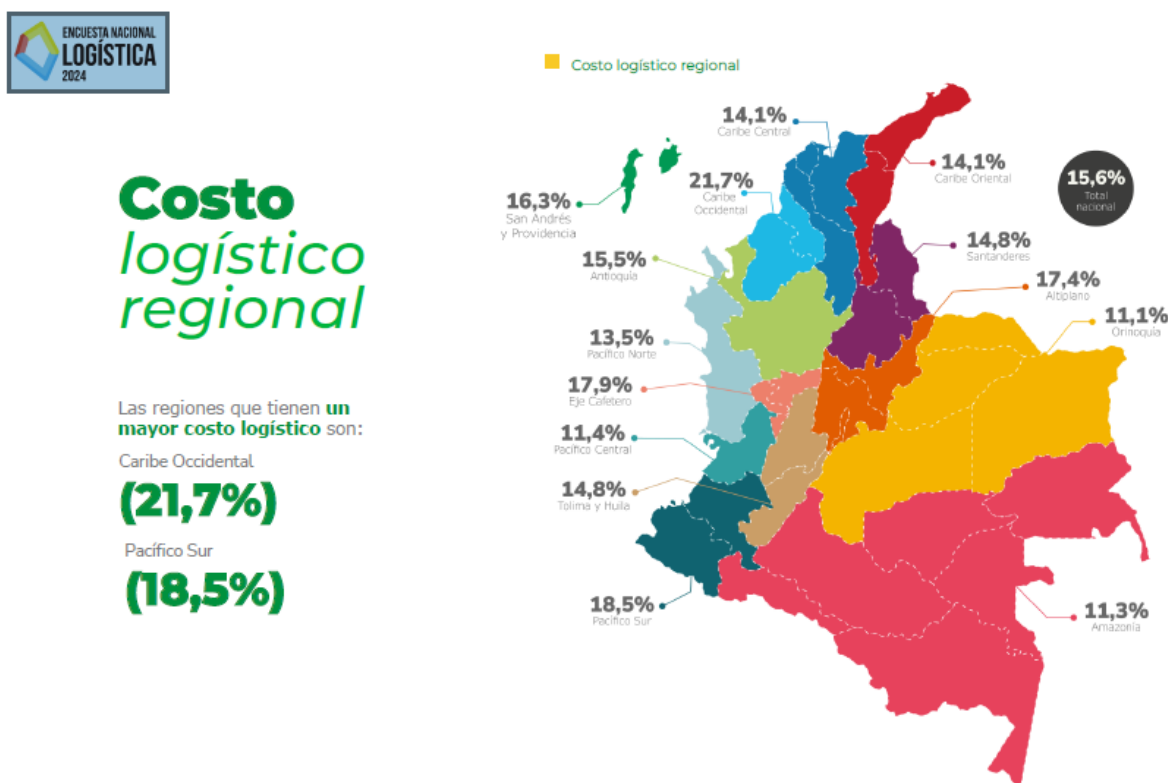 ENCUESTA NACIONAL
LOGÍSTICA
2024
Costo
logístico
regional
Las regiones que tienen un
mayor costo logístico son:
Caribe Occidental
(21,7%)
Pacífico Sur
(18,5%)
Costo logístico regional
14,1%
Caribe Central
14,1%
Caribe Oriental
15,6%
Total
nacional
21,7%
Caribe
Occidental
16,3%
San Andrés
y Providencia
14,8%
Santanderes
15,5%
Antioquía
17,4%
Altiplano
11,1%
Orinoquía
13,5%
Pacífico Norte
17,9%
Eje Cafetero
11,4%
Pacífico Central
14,8%
Tolima y Huila
18,5%
Pacífico Sur
11,3%
Amazonía